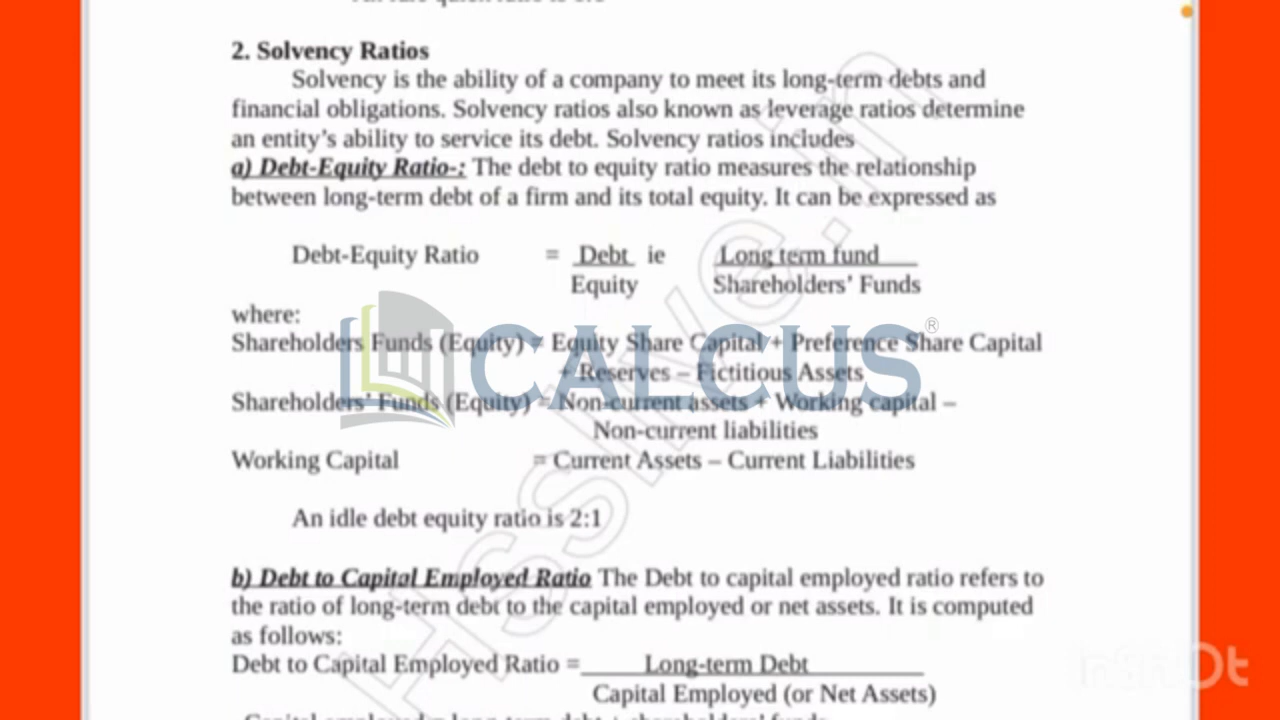 2. Solvency Ratios
Solvency is the ability of a company to meet its long-term debts and
financial obligations. Solvency ratios also known as leverage ratios determine
an entity's ability to service its debt. Solvency ratios includes
a) Debt-Equity Ratio-: The debt to equity ratio measures the relationship
between long-term debt of a firm and its total equity. It can be expressed as
Debt-Equity Ratio = Debt ie Long term fund
Equity Shareholders' Funds
where:
Shareholders Funds (Equity) = Equity Share Capital + Preference Share Capital
+ Reserves – Fictitious Assets
Shareholders' Funds (Equity) = Non-current assets + Working capital –
Non-current liabilities
Working Capital = Current Assets – Current Liabilities
CALCUS®
An idle debt equity ratio is 2:1
b) Debt to Capital Employed Ratio The Debt to capital employed ratio refers to
the ratio of long-term debt to the capital employed or net assets. It is computed
as follows:
Debt to Capital Employed Ratio = Long-term Debt
Capital Employed (or Net Assets)